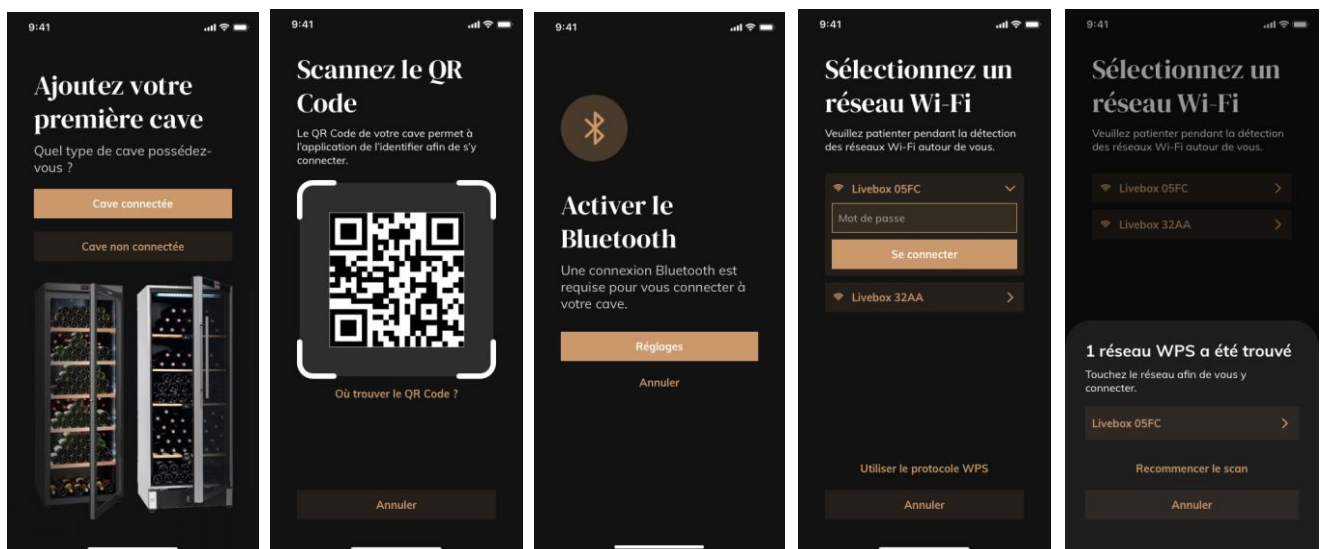 9:41
Ajoutez votre
première cave
Quel type de cave possédez-
vous ?
Cave connectée
Cave non connectée
9:41
Scannez le QR
Code
Le QR Code de votre cave permet à
l'application de l'identifier afin de s'y
connecter.
Où trouver le QR Code ?
Annuler
9:41
Activer le
Bluetooth
Une connexion Bluetooth est
requise pour vous connecter à
votre cave.
Réglages
Annuler
9:41
Sélectionnez un
réseau Wi-Fi
Veuillez patienter pendant la détection
des réseaux Wi-Fi autour de vous.
Livebox 05FC
Mot de passe
Se connecter
Livebox 32AA
Utiliser le protocole WPS
Annuler
9:41
Sélectionnez un
réseau Wi-Fi
Veuillez patienter pendant la détection
des réseaux Wi-Fi autour de vous.
Livebox 05FC
Livebox 32AA
1 réseau WPS a été trouvé
Touchez le réseau afin de vous y
connecter.
Livebox 05FC
Recommencer le scan
Annuler